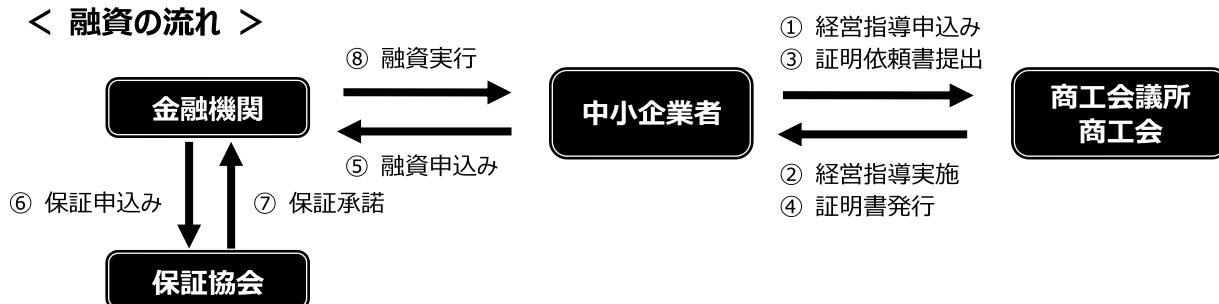 ＜ 融資の流れ ＞
① 経営指導申込み
③ 証明依頼書提出
⑧ 融資実行
金融機関
中小企業者
商工会議所
商工会
⑤ 融資申込み
② 経営指導実施
④ 証明書発行
⑥ 保証申込み
⑦ 保証承諾
保証協会